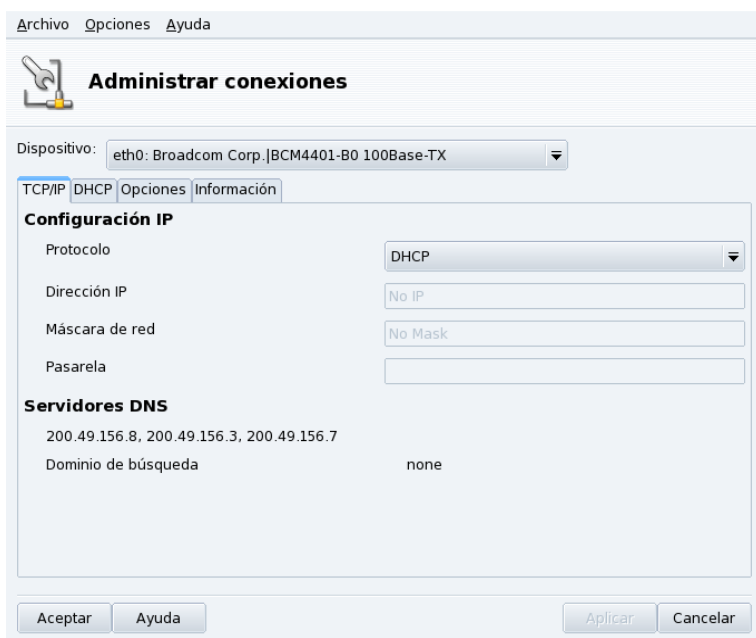 Archivo Opciones Ayuda
Administrar conexiones
Dispositivo: eth0: Broadcom Corp.|BCM4401-B0 100Base-TX
TCP/IP DHCP Opciones Información
Configuración IP
Protocolo DHCP
Dirección IP No IP
Máscara de red No Mask
Pasarela
Servidores DNS
200.49.156.8, 200.49.156.3, 200.49.156.7
Dominio de búsqueda none
Aceptar Ayuda Aplicar Cancelar